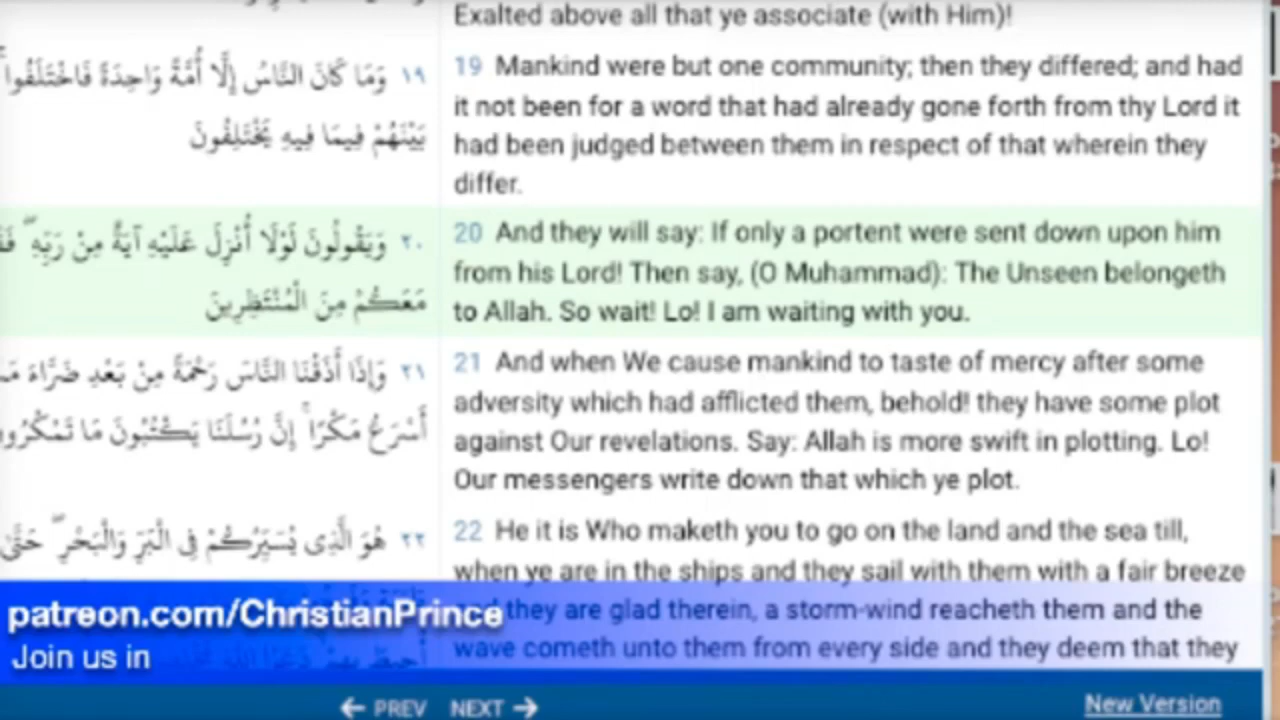 Exalted above all that ye associate (with Him)!
١٩ وَمَا كَانَ النَّاسُ إِلَّا أُمَّةً وَاحِدَةً فَاخْتَلَفُوا
بَيْنَهُمْ فِيمَا فِيهِ يَخْتَلِفُونَ
19 Mankind were but one community; then they differed; and had
it not been for a word that had already gone forth from thy Lord it
had been judged between them in respect of that wherein they
differ.
٢٠ وَيَقُولُونَ لَوْلَا أُنْزِلَ عَلَيْهِ آيَةٌ مِنْ رَبِّهِ ۖ
مَعَكُمْ مِنَ الْمُنْتَظِرِينَ
20 And they will say: If only a portent were sent down upon him
from his Lord! Then say, (O Muhammad): The Unseen belongeth
to Allah. So wait! Lo! I am waiting with you.
٢١ وَإِذَا أَذَقْنَا النَّاسَ رَحْمَةً مِنْ بَعْدِ ضَرَّاءَ
أَسْرَعُ مَكْرًا ۚ إِنَّ رُسُلَنَا يَكْتُبُونَ مَا تَمْكُرُو
21 And when We cause mankind to taste of mercy after some
adversity which had afflicted them, behold! they have some plot
against Our revelations. Say: Allah is more swift in plotting. Lo!
Our messengers write down that which ye plot.
٢٢ هُوَ الَّذِي يُسَيِّرُكُمْ فِي الْبَرِّ وَالْبَحْرِ ۖ حَتَّىٰ
22 He it is Who maketh you to go on the land and the sea till,
when ye are in the ships and they sail with them with a fair breeze
they are glad therein, a storm-wind reacheth them and the
wave cometh unto them from every side and they deem that they
patreon.com/ChristianPrince
Join us in
← PREV NEXT →
New Version